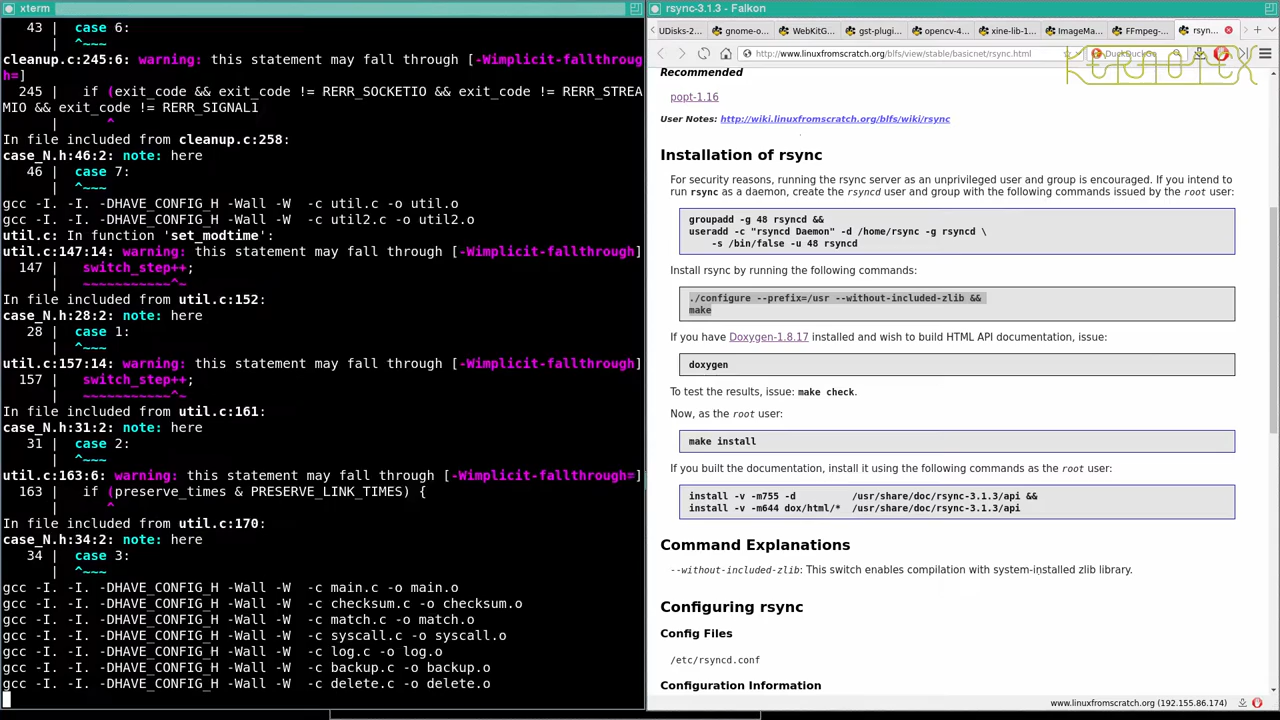 xterm
43 |   case 6:
|   ^~~~
cleanup.c:245:6: warning: this statement may fall through [-Wimplicit-fallthroug
h=]
245 |   if (exit_code && exit_code != RERR_SOCKETIO && exit_code != RERR_STREA
MIO && exit_code != RERR_SIGNAL1
|      ^
In file included from cleanup.c:258:
case_N.h:46:2: note: here
46 |  case 7:
|  ^~~~
gcc -I. -I. -DHAVE_CONFIG_H -Wall -W  -c util.c -o util.o
gcc -I. -I. -DHAVE_CONFIG_H -Wall -W  -c util2.c -o util2.o
util.c: In function 'set_modtime':
util.c:147:14: warning: this statement may fall through [-Wimplicit-fallthrough=]
147 |   switch_step++;
|   ~~~~~~~~~~~^~
In file included from util.c:152:
case_N.h:28:2: note: here
28 |  case 1:
|  ^~~~
util.c:157:14: warning: this statement may fall through [-Wimplicit-fallthrough=]
157 |   switch_step++;
|   ~~~~~~~~~~~^~
In file included from util.c:161:
case_N.h:31:2: note: here
31 |  case 2:
|  ^~~~
util.c:163:6: warning: this statement may fall through [-Wimplicit-fallthrough=]
163 |   if (preserve_times & PRESERVE_LINK_TIMES) {
|      ^
In file included from util.c:170:
case_N.h:34:2: note: here
34 |  case 3:
|  ^~~~
gcc -I. -I. -DHAVE_CONFIG_H -Wall -W  -c main.c -o main.o
gcc -I. -I. -DHAVE_CONFIG_H -Wall -W  -c checksum.c -o checksum.o
gcc -I. -I. -DHAVE_CONFIG_H -Wall -W  -c match.c -o match.o
gcc -I. -I. -DHAVE_CONFIG_H -Wall -W  -c syscall.c -o syscall.o
gcc -I. -I. -DHAVE_CONFIG_H -Wall -W  -c log.c -o log.o
gcc -I. -I. -DHAVE_CONFIG_H -Wall -W  -c backup.c -o backup.o
gcc -I. -I. -DHAVE_CONFIG_H -Wall -W  -c delete.c -o delete.o
rsync-3.1.3 - Falkon
UDisks-2... gnome-o... WebKitG... gst-plugi... opencv-4... xine-lib-1... ImageMa... FFmpeg-... rsyn...
http://www.linuxfromscratch.org/blfs/view/stable/basicnet/rsync.html DuckDuckGo
Recommended
popt-1.16
User Notes: http://wiki.linuxfromscratch.org/blfs/wiki/rsync
Installation of rsync
For security reasons, running the rsync server as an unprivileged user and group is encouraged. If you intend to
run rsync as a daemon, create the rsyncd user and group with the following commands issued by the root user:
groupadd -g 48 rsyncd &&
useradd -c "rsyncd Daemon" -d /home/rsync -g rsyncd \
-s /bin/false -u 48 rsyncd
Install rsync by running the following commands:
./configure --prefix=/usr --without-included-zlib &&
make
If you have Doxygen-1.8.17 installed and wish to build HTML API documentation, issue:
doxygen
To test the results, issue: make check.
Now, as the root user:
make install
If you built the documentation, install it using the following commands as the root user:
install -v -m755 -d          /usr/share/doc/rsync-3.1.3/api &&
install -v -m644 dox/html/*  /usr/share/doc/rsync-3.1.3/api
Command Explanations
--without-included-zlib: This switch enables compilation with system-installed zlib library.
Configuring rsync
Config Files
/etc/rsyncd.conf
Configuration Information
www.linuxfromscratch.org (192.155.86.174)